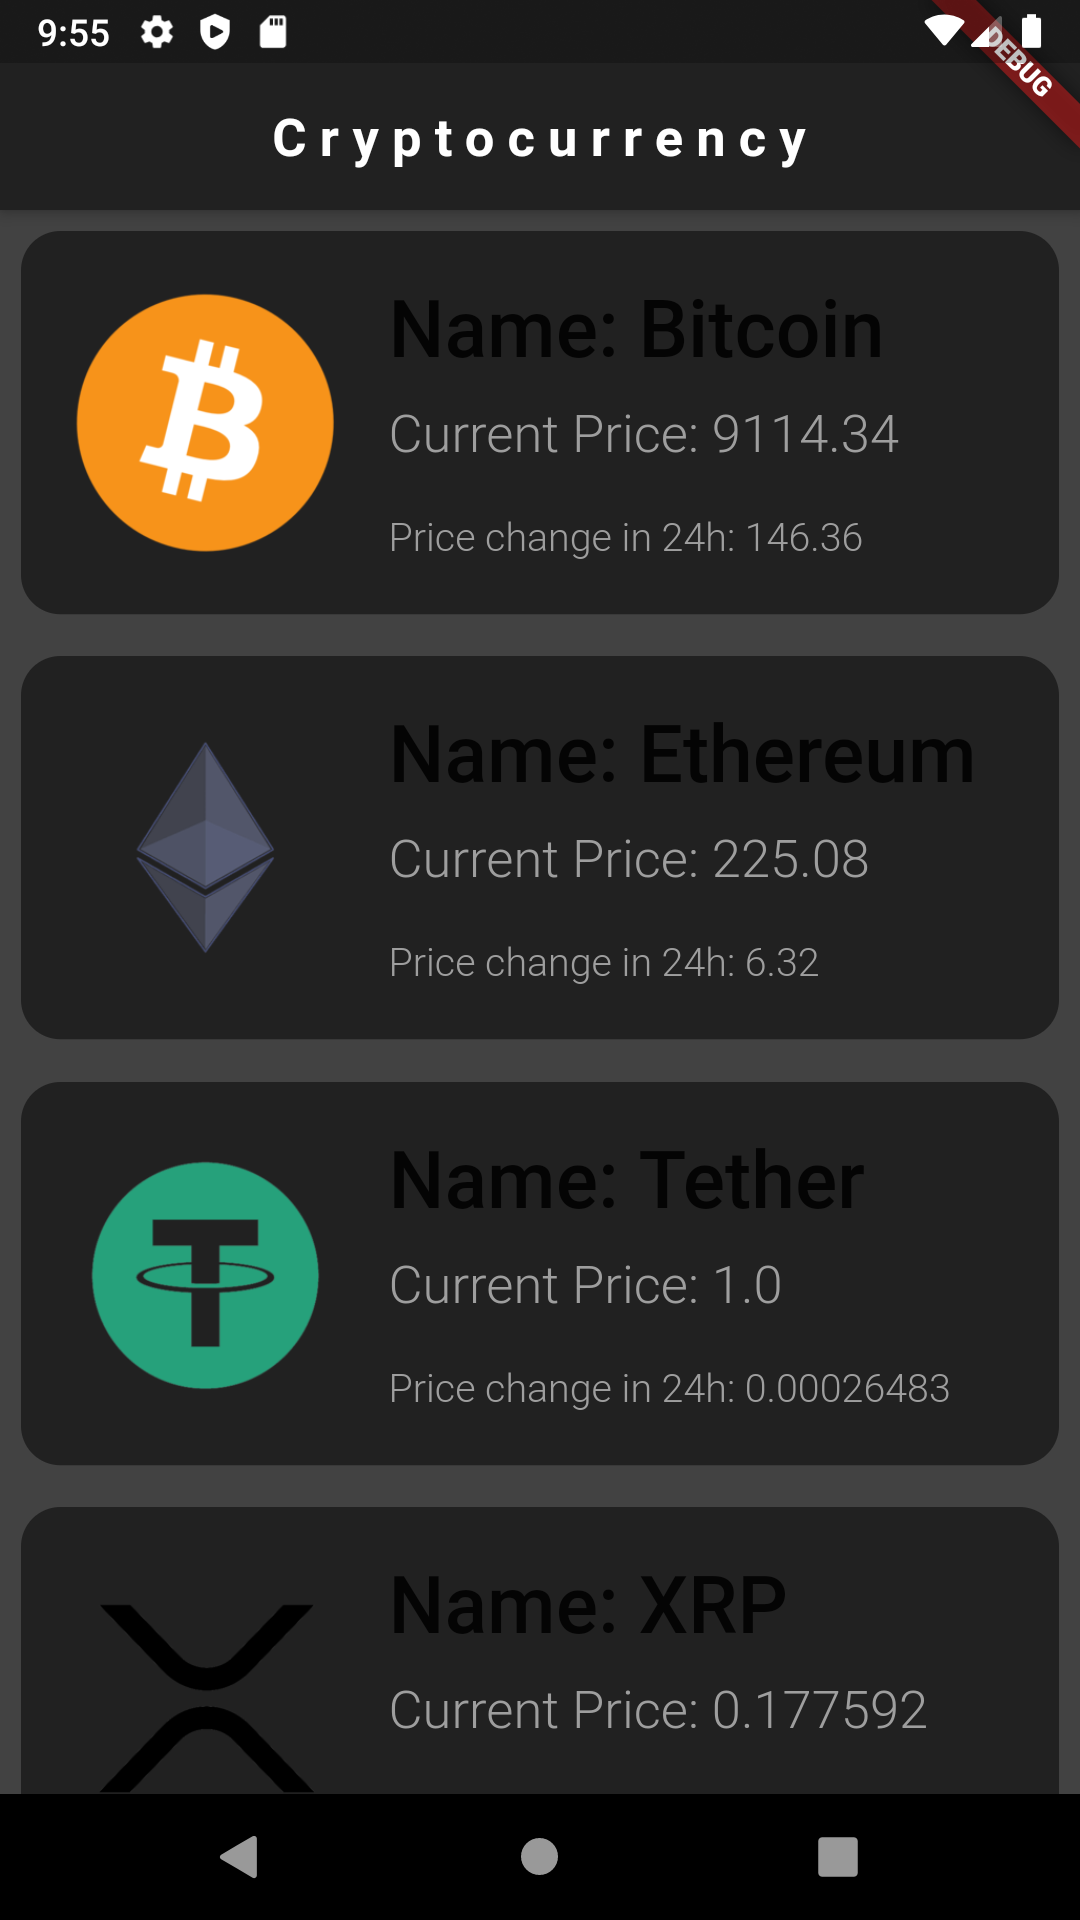 9:55
DEBUG
Cryptocurrency
Name: Bitcoin
Current Price: 9114.34
Price change in 24h: 146.36
Name: Ethereum
Current Price: 225.08
Price change in 24h: 6.32
Name: Tether
Current Price: 1.0
Price change in 24h: 0.00026483
Name: XRP
Current Price: 0.177592